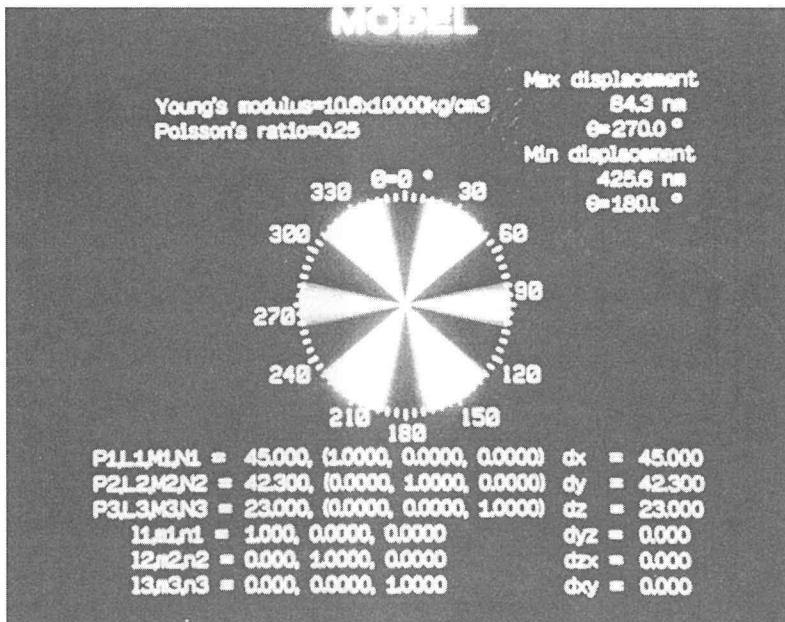 MODEL
Max displacement
84.3 nm
θ=270.0 °
Young's modulus=10.6x10000kg/cm3
Poisson's ratio=0.25
Min displacement
425.6 nm
θ=180. °
θ=0 °
330
30
300
60
270
90
240
120
210
150
180
P1,L1,M1,N1 = 45.000, (1.0000, 0.0000, 0.0000) dx = 45.000
P2,L2,M2,N2 = 42.300, (0.0000, 1.0000, 0.0000) dy = 42.300
P3,L3,M3,N3 = 23.000, (0.0000, 0.0000, 1.0000) dz = 23.000
l1,m1,n1 = 1.000, 0.0000, 0.0000 dyz = 0.000
l2,m2,n2 = 0.000, 1.0000, 0.0000 dzx = 0.000
l3,m3,n3 = 0.000, 0.0000, 1.0000 dxy = 0.000